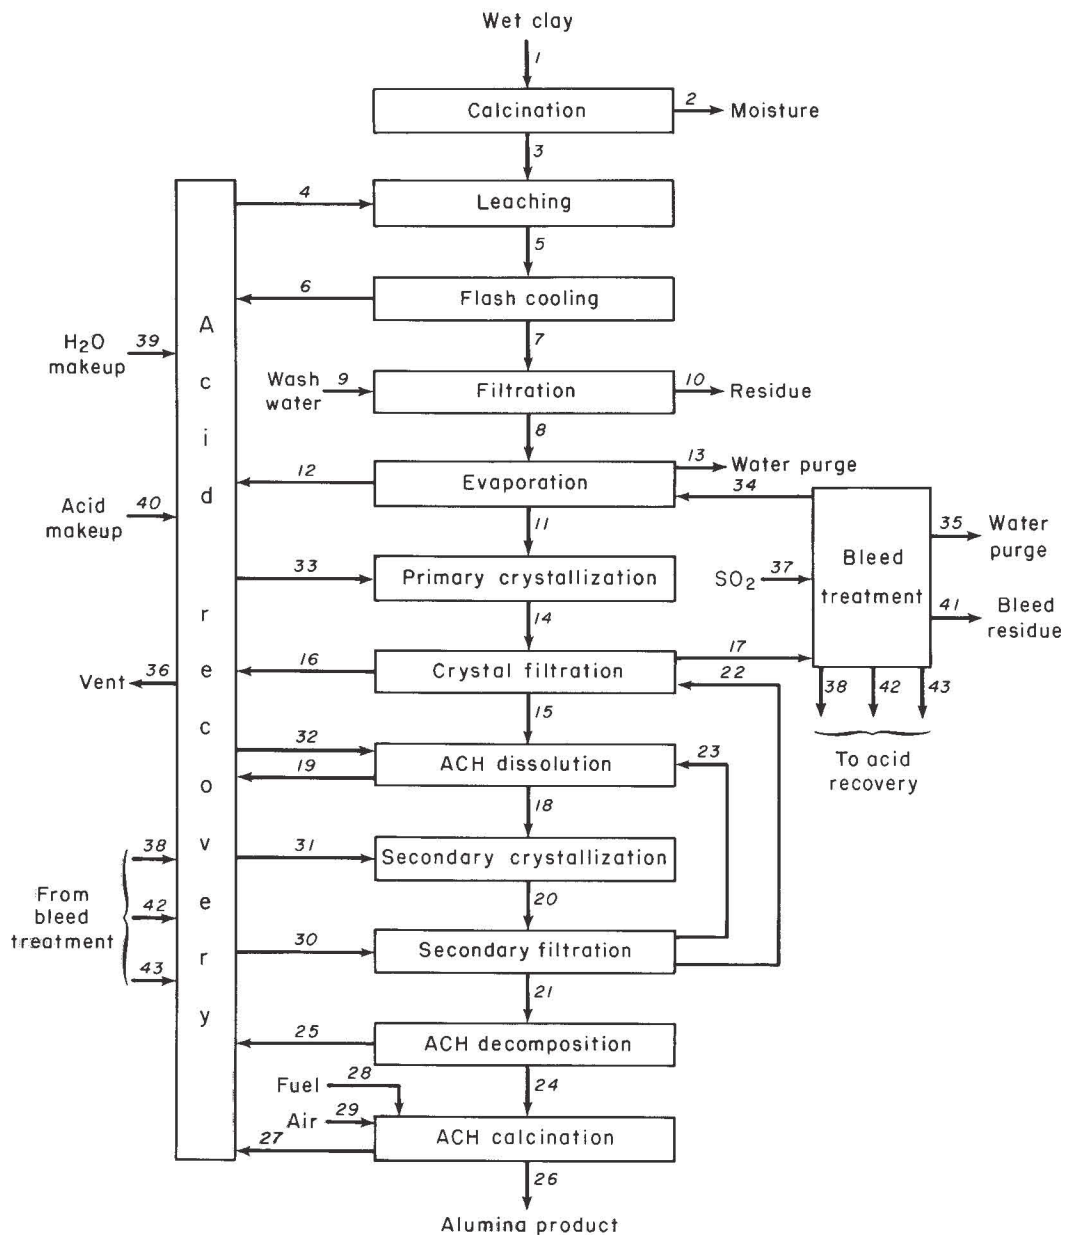 Wet clay
1
Calcination
2
Moisture
3
4
Leaching
5
6
Flash cooling
H2O
makeup
39
7
Wash
water
9
Filtration
10
Residue
8
12
Evaporation
13
Water purge
34
Acid
makeup
40
11
33
Primary crystallization
SO2
37
Bleed
treatment
35
Water
purge
41
Bleed
residue
14
Vent
36
16
Crystal filtration
17
22
38
42
43
To acid
recovery
15
32
19
ACH dissolution
23
18
31
Secondary crystallization
20
From
bleed
treatment
38
42
43
30
Secondary filtration
21
25
ACH decomposition
24
Fuel
28
Air
29
27
ACH calcination
26
Alumina product
Acid recovery